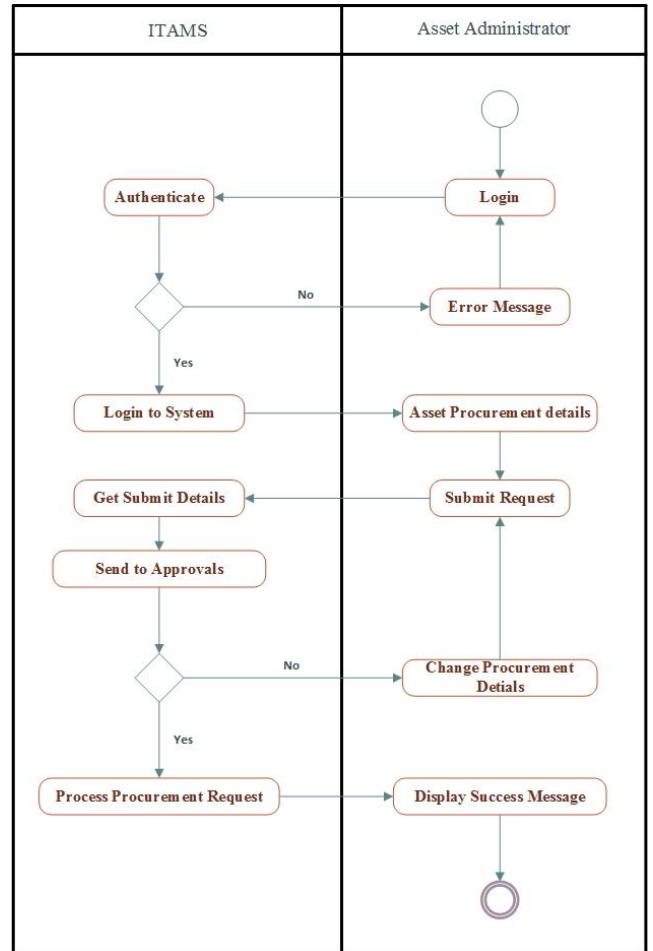 ITAMS
Asset Administrator
Authenticate
Login
No
Error Message
Yes
Login to System
Asset Procurement details
Get Submit Details
Submit Request
Send to Approvals
No
Change Procurement
Detials
Yes
Process Procurement Request
Display Success Message